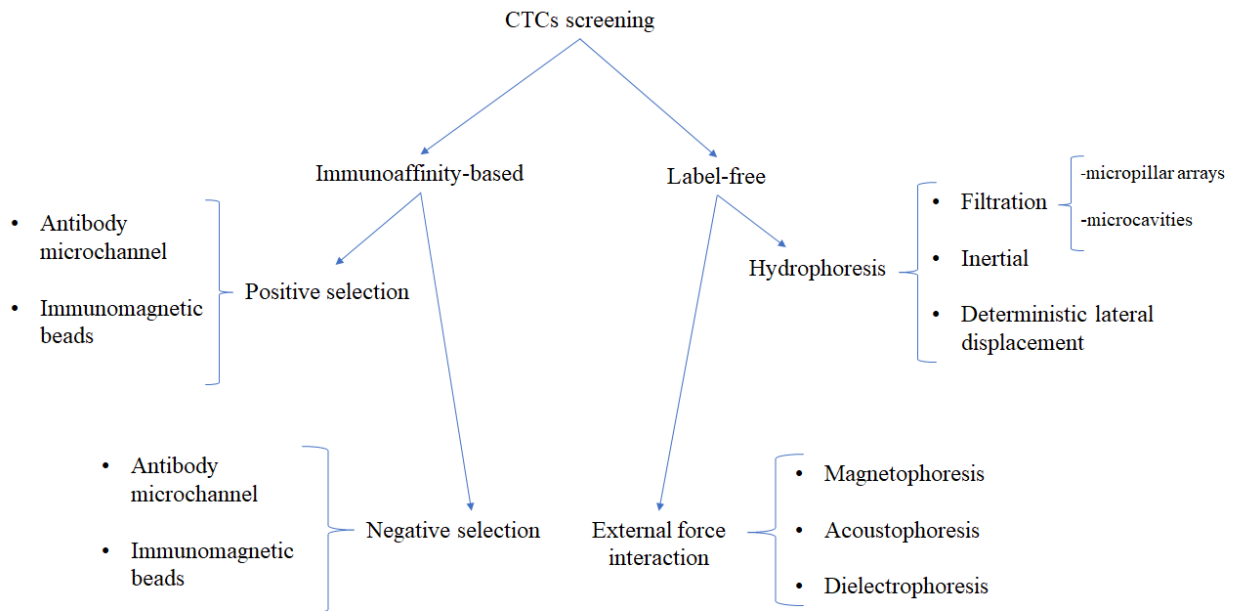 CTCs screening
Immunoaffinity-based
Label-free
• Antibody
microchannel
• Immunomagnetic
beads
Positive selection
Hydrophoresis
• Filtration
-micropillar arrays
-microcavities
• Inertial
• Deterministic lateral
displacement
• Antibody
microchannel
• Immunomagnetic
beads
Negative selection
External force
interaction
• Magnetophoresis
• Acoustophoresis
• Dielectrophoresis